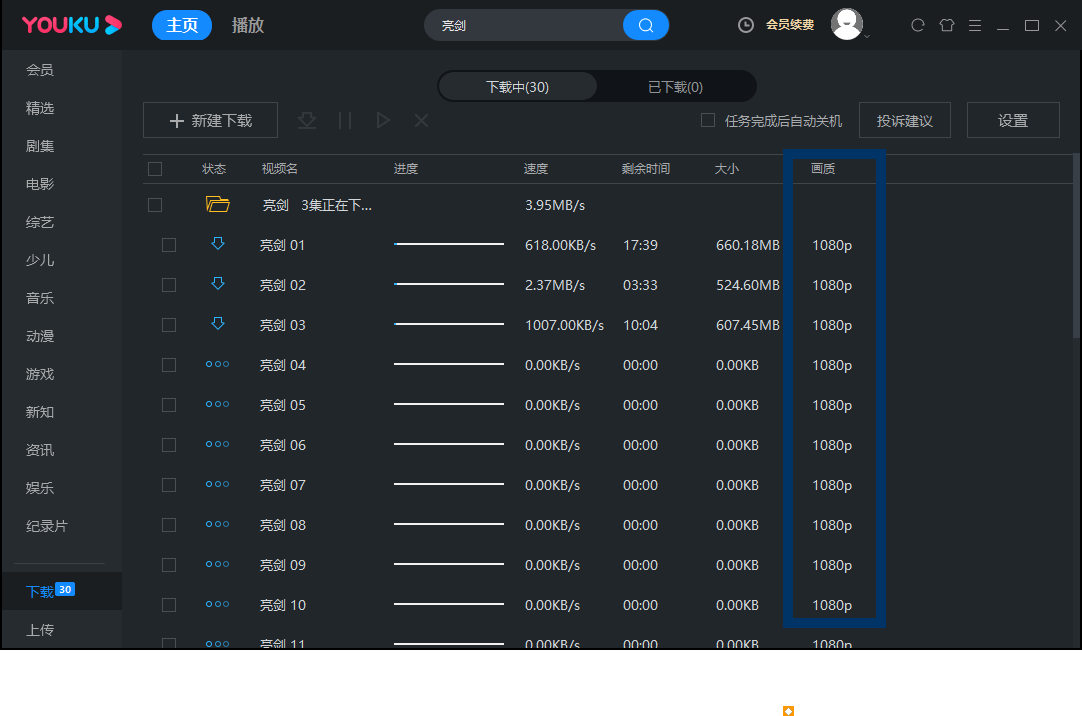 YOUKU 主页 播放 亮剑 会员续费
会员
精选
剧集
电影
综艺
少儿
音乐
动漫
游戏
新知
资讯
娱乐
纪录片
下载 30
上传
下载中(30) 已下载(0)
新建下载 任务完成后自动关机 投诉建议 设置
状态 视频名 进度 速度 剩余时间 大小 画质
亮剑 3集正在下... 3.95MB/s
亮剑 01 618.00KB/s 17:39 660.18MB 1080p
亮剑 02 2.37MB/s 03:33 524.60MB 1080p
亮剑 03 1007.00KB/s 10:04 607.45MB 1080p
亮剑 04 0.00KB/s 00:00 0.00KB 1080p
亮剑 05 0.00KB/s 00:00 0.00KB 1080p
亮剑 06 0.00KB/s 00:00 0.00KB 1080p
亮剑 07 0.00KB/s 00:00 0.00KB 1080p
亮剑 08 0.00KB/s 00:00 0.00KB 1080p
亮剑 09 0.00KB/s 00:00 0.00KB 1080p
亮剑 10 0.00KB/s 00:00 0.00KB 1080p
亮剑 11 0.00KB/s 00:00 0.00KB 1080p